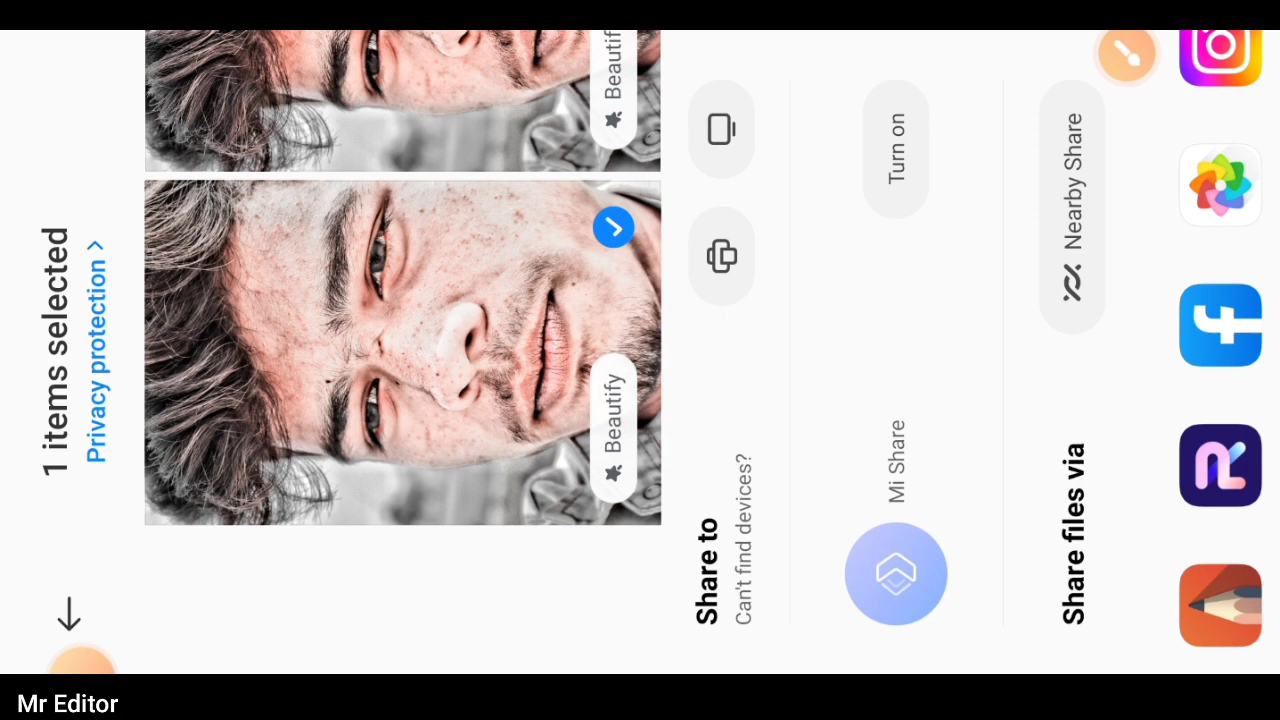 1 items selected
Privacy protection >
Beautify
Beautif
Share to
Can't find devices?
Mi Share
Turn on
Share files via
Nearby Share
Mr Editor